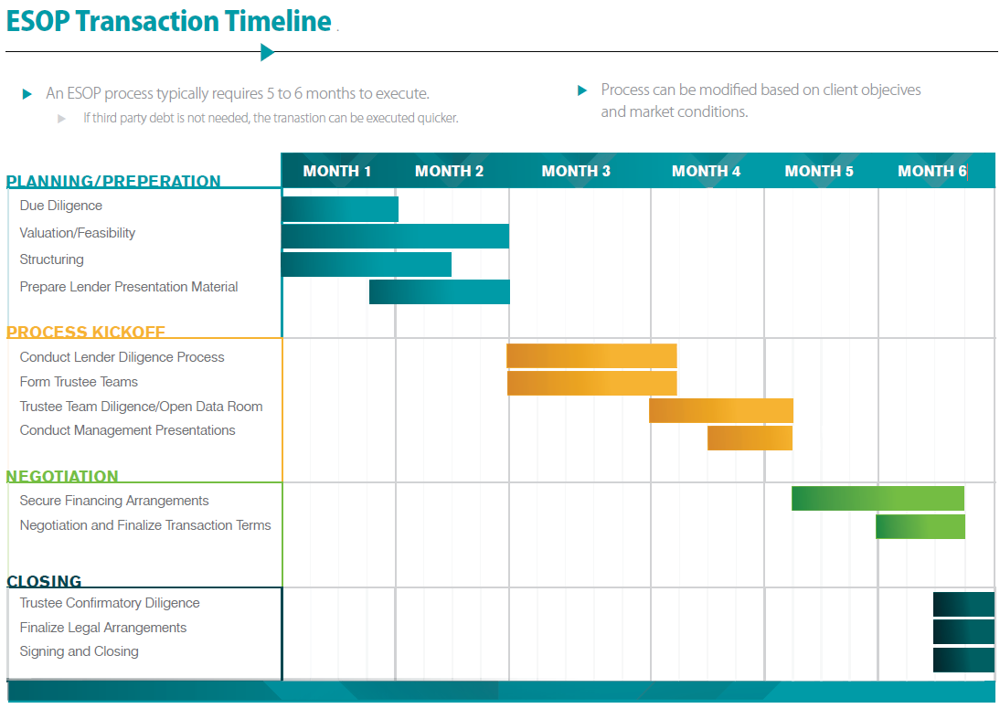 ESOP Transaction Timeline .
An ESOP process typically requires 5 to 6 months to execute.
If third party debt is not needed, the tranastion can be executed quicker.
Process can be modified based on client objecives
and market conditions.
MONTH 1 MONTH 2 MONTH 3 MONTH 4 MONTH 5 MONTH 6
PLANNING/PREPERATION
Due Diligence
Valuation/Feasibility
Structuring
Prepare Lender Presentation Material
PROCESS KICKOFF
Conduct Lender Diligence Process
Form Trustee Teams
Trustee Team Diligence/Open Data Room
Conduct Management Presentations
NEGOTIATION
Secure Financing Arrangements
Negotiation and Finalize Transaction Terms
CLOSING
Trustee Confirmatory Diligence
Finalize Legal Arrangements
Signing and Closing